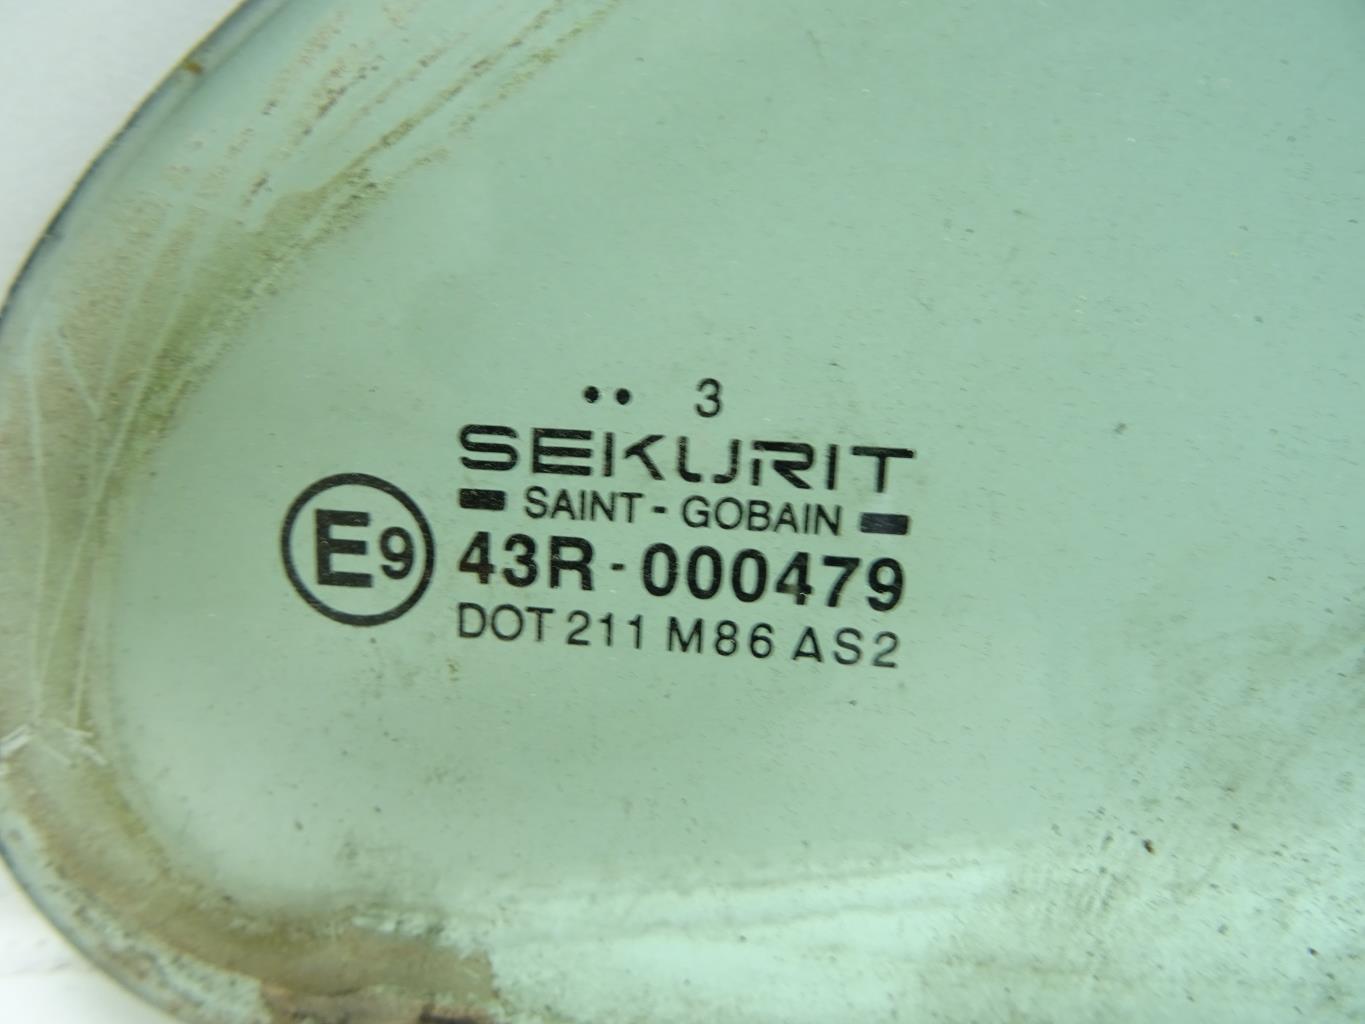 .. 3
SEKURIT
SAINT-GOBAIN
E9 43R-000479
DOT 211 M86 AS2